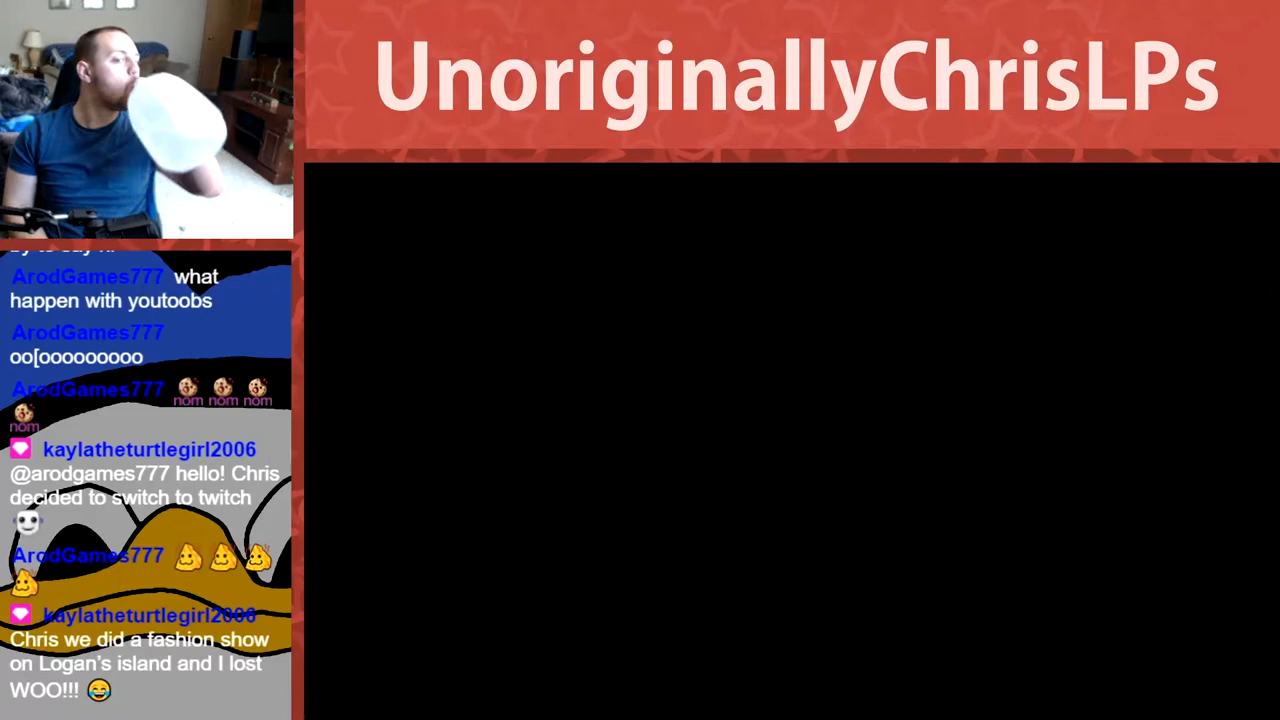 UnoriginallyChrisLPs
ArodGames777 what
happen with youtoobs
ArodGames777
oo[ooooooooo
ArodGames777 nom nom nom
nom
kaylatheturtlegirl2006
@arodgames777 hello! Chris
decided to switch to twitch
ArodGames777
kaylatheturtlegirl2006
Chris we did a fashion show
on Logan's island and I lost
WOO!!! 😂